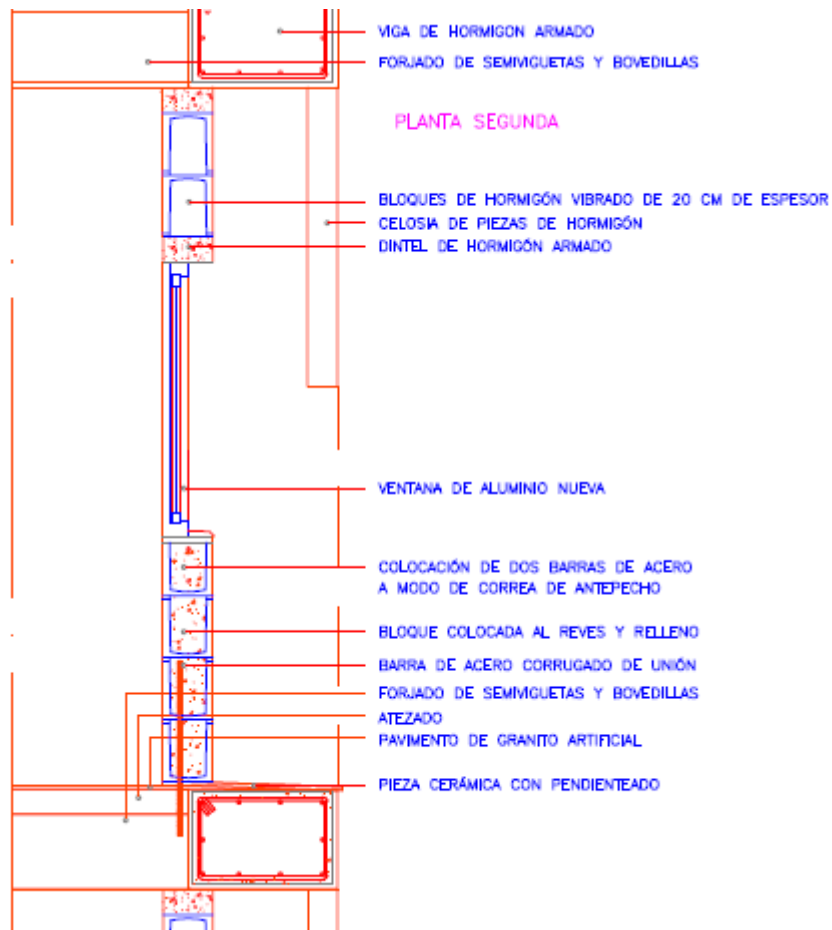 VIGA DE HORMIGON ARMADO
FORJADO DE SEMIVIGUETAS Y BOVEDILLAS
PLANTA SEGUNDA
BLOQUES DE HORMIGÓN VIBRADO DE 20 CM DE ESPESOR
CELOSIA DE PIEZAS DE HORMIGÓN
DINTEL DE HORMIGÓN ARMADO
VENTANA DE ALUMINIO NUEVA
COLOCACIÓN DE DOS BARRAS DE ACERO
A MODO DE CORREA DE ANTEPECHO
BLOQUE COLOCADA AL REVES Y RELLENO
BARRA DE ACERO CORRUGADO DE UNIÓN
FORJADO DE SEMIVIGUETAS Y BOVEDILLAS
ATEZADO
PAVIMENTO DE GRANITO ARTIFICIAL
PIEZA CERÁMICA CON PENDIENTEADO